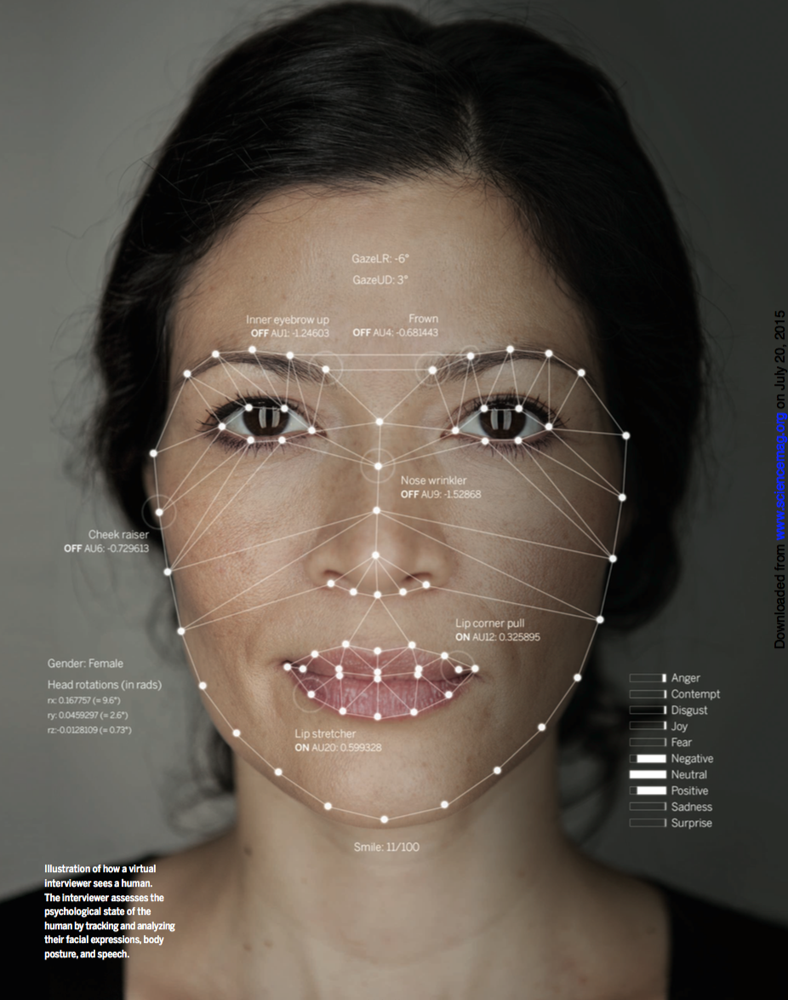 GazeLR: -6°
GazeUD: 3°
Inner eyebrow up
OFF AU1: -1.24603
Frown
OFF AU4: -0.681443
Nose wrinkler
OFF AU9: -1.52868
Cheek raiser
OFF AU6: -0.729613
Lip corner pull
ON AU12: 0.325895
Gender: Female
Head rotations (in rads)
rx: 0.167757 (= 9.6°)
ry: 0.0459297 (= 2.6°)
rz:-0.0128109 (= 0.73°)
Lip stretcher
ON AU20: 0.599328
Anger
Contempt
Disgust
Joy
Fear
Negative
Neutral
Positive
Sadness
Surprise
Smile: 11/100
Illustration of how a virtual
interviewer sees a human.
The interviewer assesses the
psychological state of the
human by tracking and analyzing
their facial expressions, body
posture, and speech.
Downloaded from www.sciencemag.org on July 20, 2015